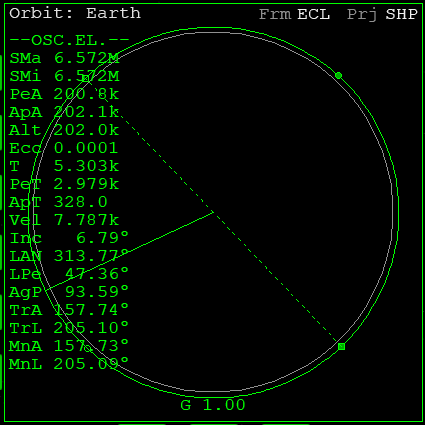 Orbit: Earth Frm ECL Prj SHP
--OSC.EL.--
SMa 6.572M
SMi 6.572M
PeA 200.8k
ApA 202.1k
Alt 202.0k
Ecc 0.0001
T 5.303k
PeT 2.979k
ApT 328.0
Vel 7.787k
Inc 6.79°
LAN 313.77°
LPe 47.36°
AgP 93.59°
TrA 157.74°
TrL 205.10°
MnA 157.73°
MnL 205.09°
G 1.00